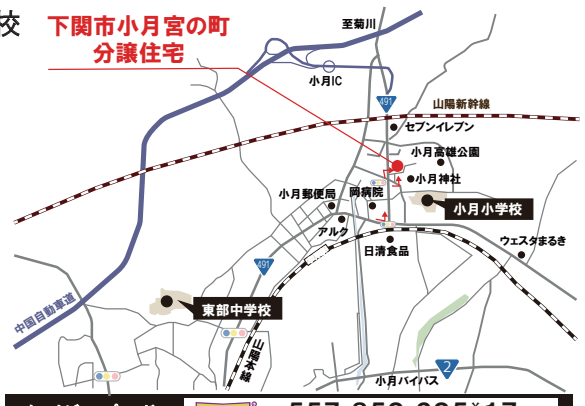 校
下関市小月宮の町
分譲住宅
至菊川
小月IC
491
山陽新幹線
セブンイレブン
小月高雄公園
小月神社
小月郵便局
岡病院
小月小学校
アルク
日清食品
ウェスタまるき
491
中国自動車道
東部中学校
山陽本線
2
小月バイパス